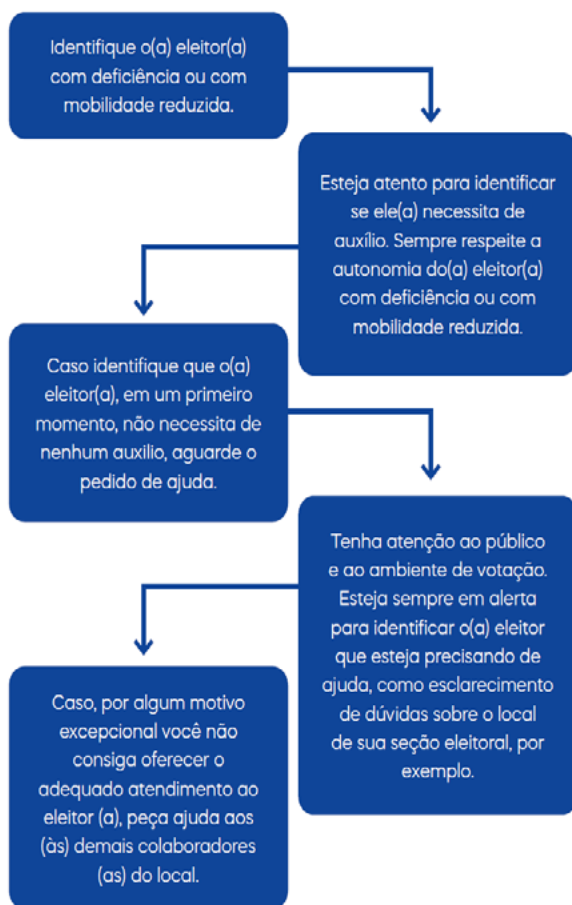 Identifique o(a) eleitor(a)
com deficiência ou com
mobilidade reduzida.
Esteja atento para identificar
se ele(a) necessita de
auxílio. Sempre respeite a
autonomia do(a) eleitor(a)
com deficiência ou com
mobilidade reduzida.
Caso identifique que o(a)
eleitor(a), em um primeiro
momento, não necessita de
nenhum auxilio, aguarde o
pedido de ajuda.
Tenha atenção ao público
e ao ambiente de votação.
Esteja sempre em alerta
para identificar o(a) eleitor
que esteja precisando de
ajuda, como esclarecimento
de dúvidas sobre o local
de sua seção eleitoral, por
exemplo.
Caso, por algum motivo
excepcional você não
consiga oferecer o
adequado atendimento ao
eleitor (a), peça ajuda aos
(às) demais colaboradores
(as) do local.